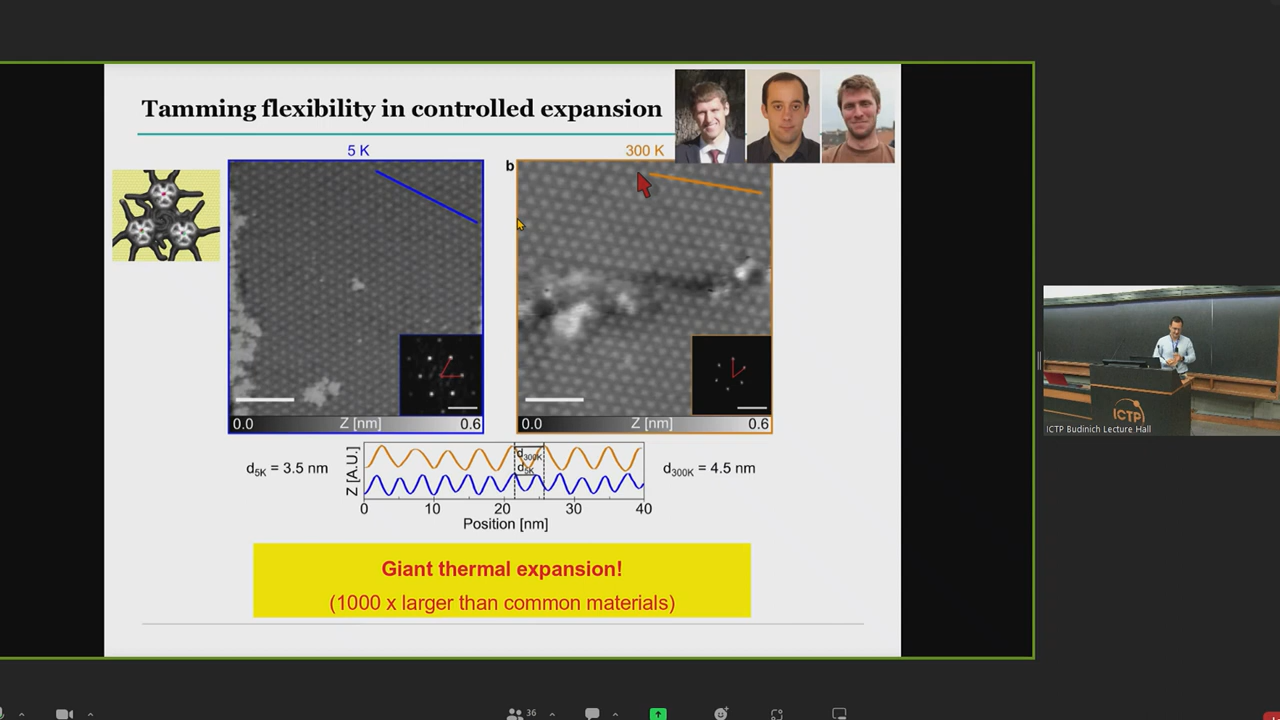 Tamming flexibility in controlled expansion
5 K
300 K
b
0.0 Z [nm] 0.6
0.0 Z [nm] 0.6
d5K = 3.5 nm
Z [A.U.]
d300K
d5K
0 10 20 30 40
Position [nm]
d300K = 4.5 nm
Giant thermal expansion!
(1000 x larger than common materials)
ICTP
ICTP Budinich Lecture Hall
36